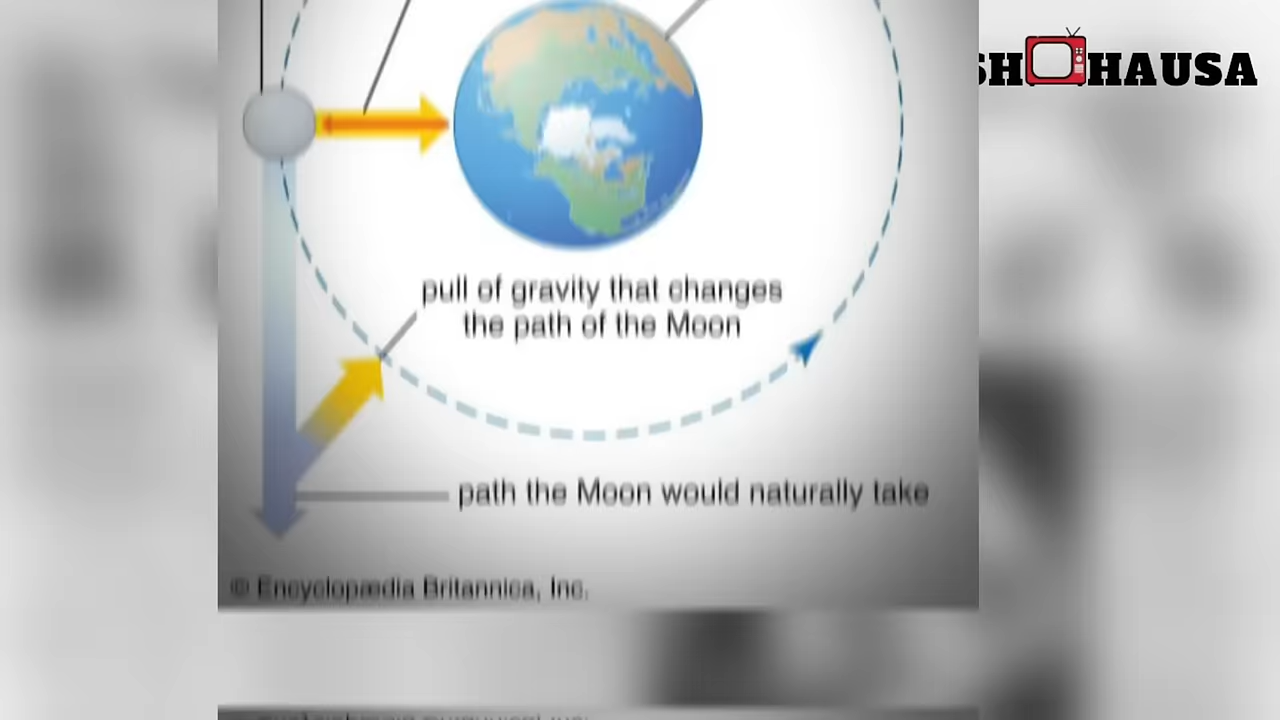 SH HAUSA
pull of gravity that changes
the path of the Moon
path the Moon would naturally take
© Encyclopædia Britannica, Inc.